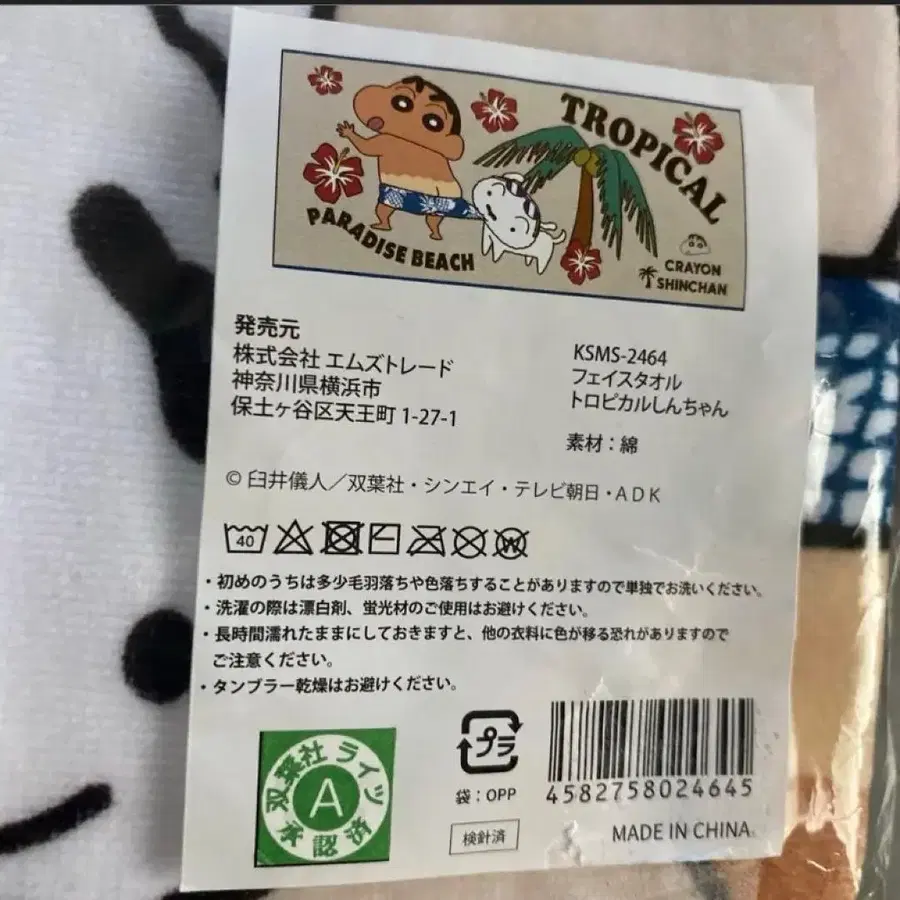 TROPICAL
PARADISE BEACH
CRAYON
SHINCHAN
発売元
株式会社 エムズトレード
神奈川県横浜市
保土ヶ谷区天王町 1-27-1
KSMS-2464
フェイスタオル
トロピカルしんちゃん
素材：綿
© 臼井儀人／双葉社・シンエイ・テレビ朝日・ADK
40
W
・初めのうちは多少毛羽落ちや色落ちすることがありますので単独でお洗いください。
・洗濯の際は漂白剤、蛍光材のご使用はお避けください。
・長時間濡れたままにしておきますと、他の衣料に色が移る恐れがありますので
ご注意ください。
・タンブラー乾燥はお避けください。
双葉社 ライツ
A
承認済
プラ
袋：OPP
検針済
4582758024645
MADE IN CHINA